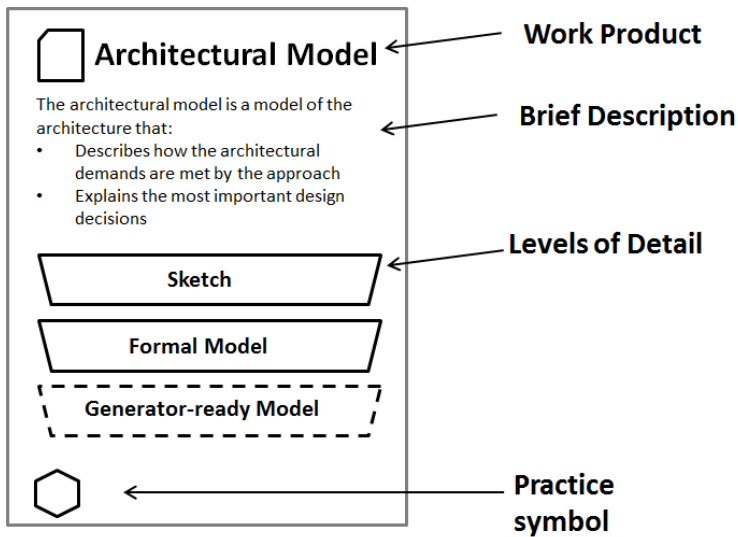 Architectural Model
The architectural model is a model of the
architecture that:
• Describes how the architectural
demands are met by the approach
• Explains the most important design
decisions
Sketch
Formal Model
Generator-ready Model
Work Product
Brief Description
Levels of Detail
Practice
symbol